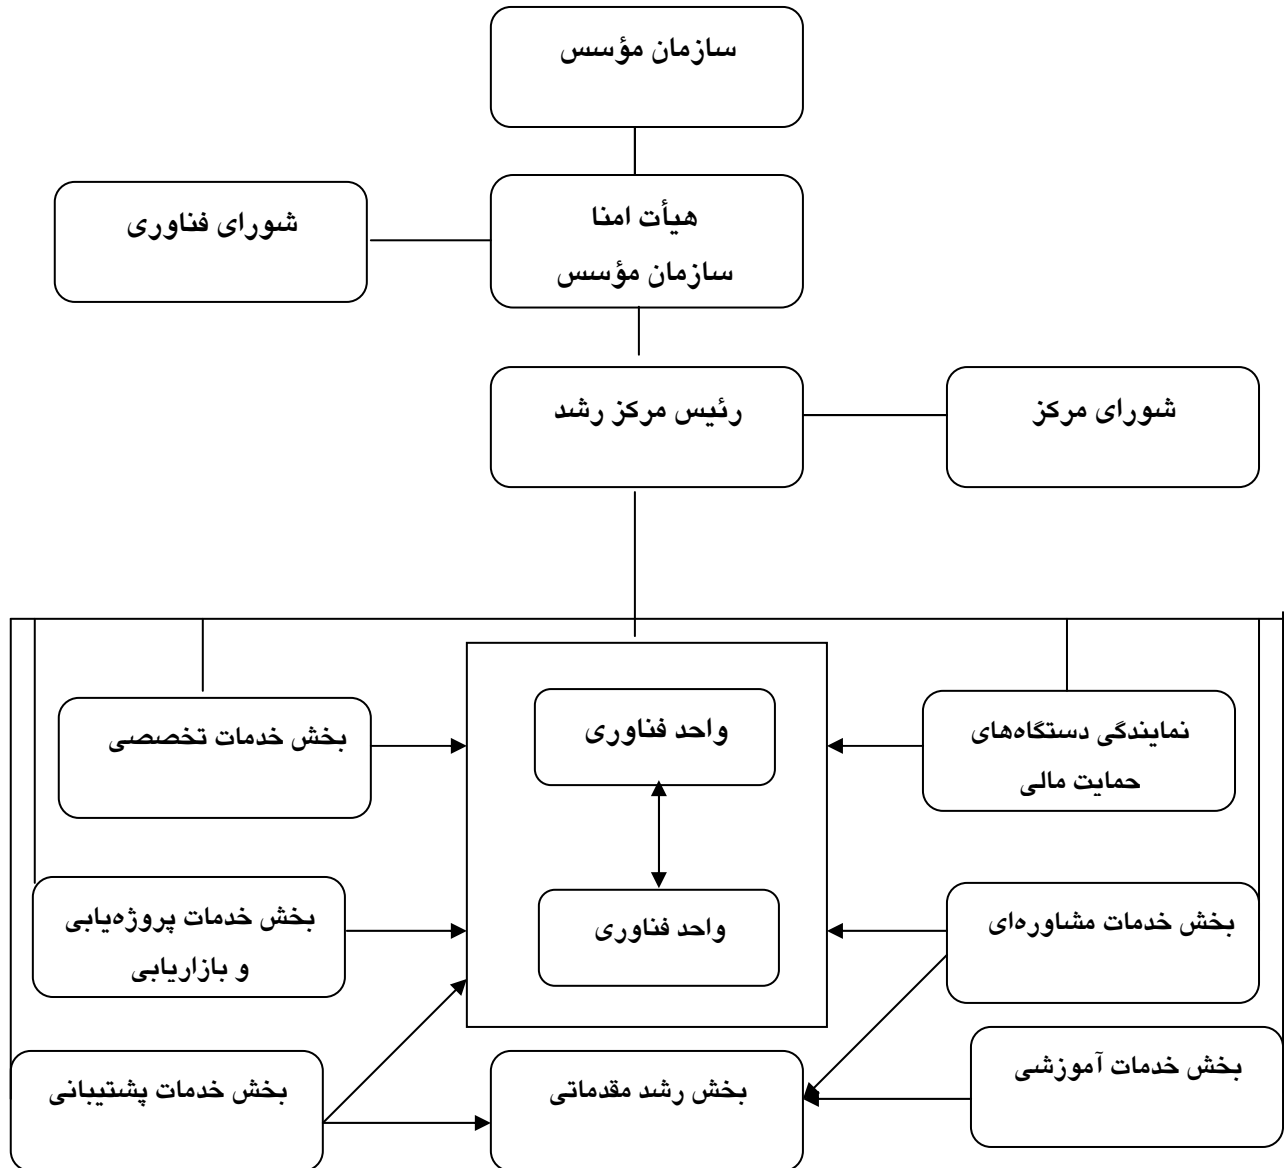 سازمان مؤسس
هیأت امنا
سازمان مؤسس
شورای فناوری
رئیس مرکز رشد
شورای مرکز
نمایندگی دستگاه‌های
حمایت مالی
واحد فناوری
بخش خدمات تخصصی
بخش خدمات مشاوره‌ای
واحد فناوری
بخش خدمات پروژه‌یابی
و بازاریابی
بخش خدمات آموزشی
بخش رشد مقدماتی
بخش خدمات پشتیبانی